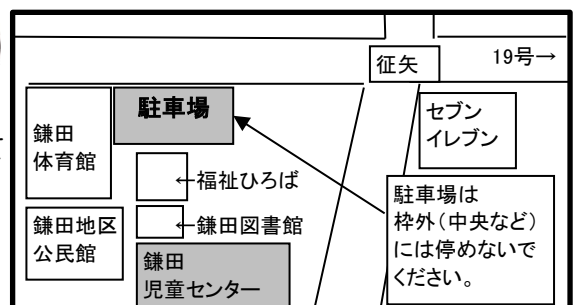 征矢
19号→
駐車場
セブン
イレブン
鎌田
体育館
←福祉ひろば
駐車場は
枠外（中央など）
には停めないで
ください。
鎌田地区
公民館
←鎌田図書館
鎌田
児童センター